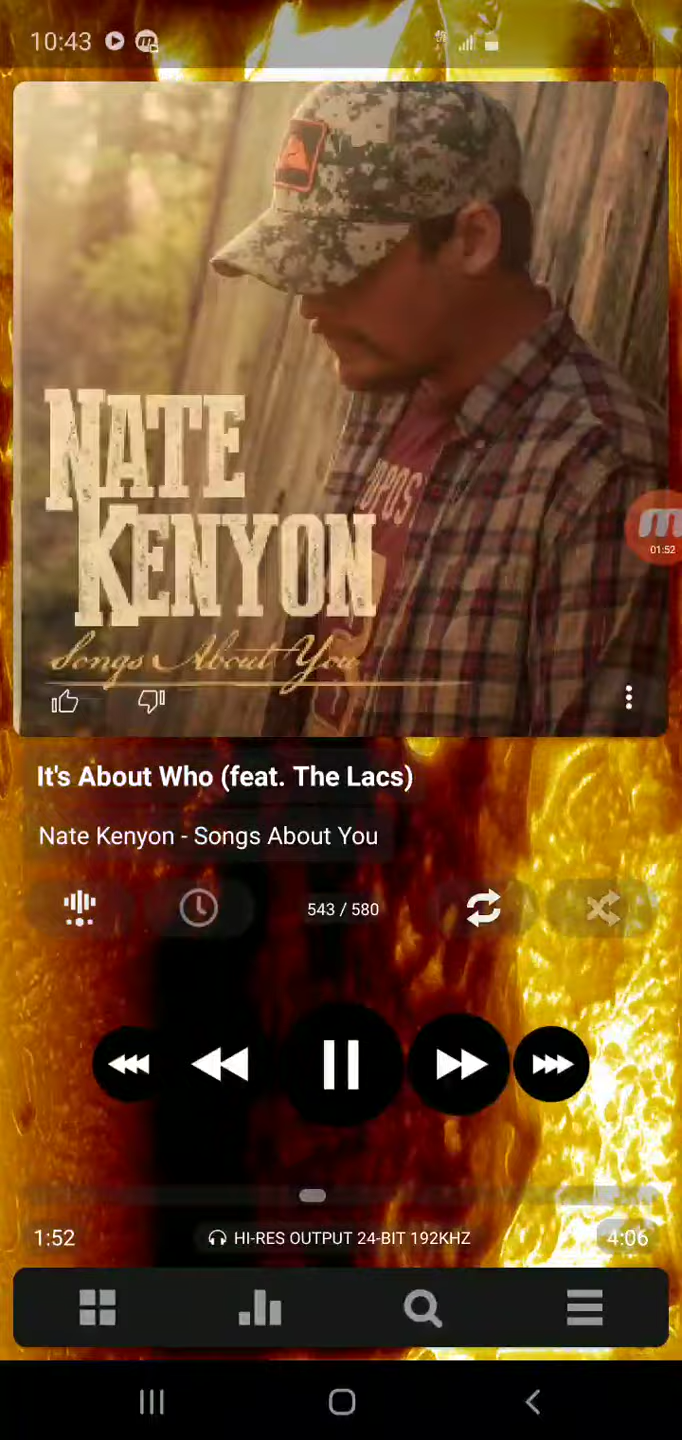 10:43
NATE
KENYON
Songs About You
01:52
It's About Who (feat. The Lacs)
Nate Kenyon - Songs About You
543 / 580
1:52
HI-RES OUTPUT 24-BIT 192KHZ
4:06